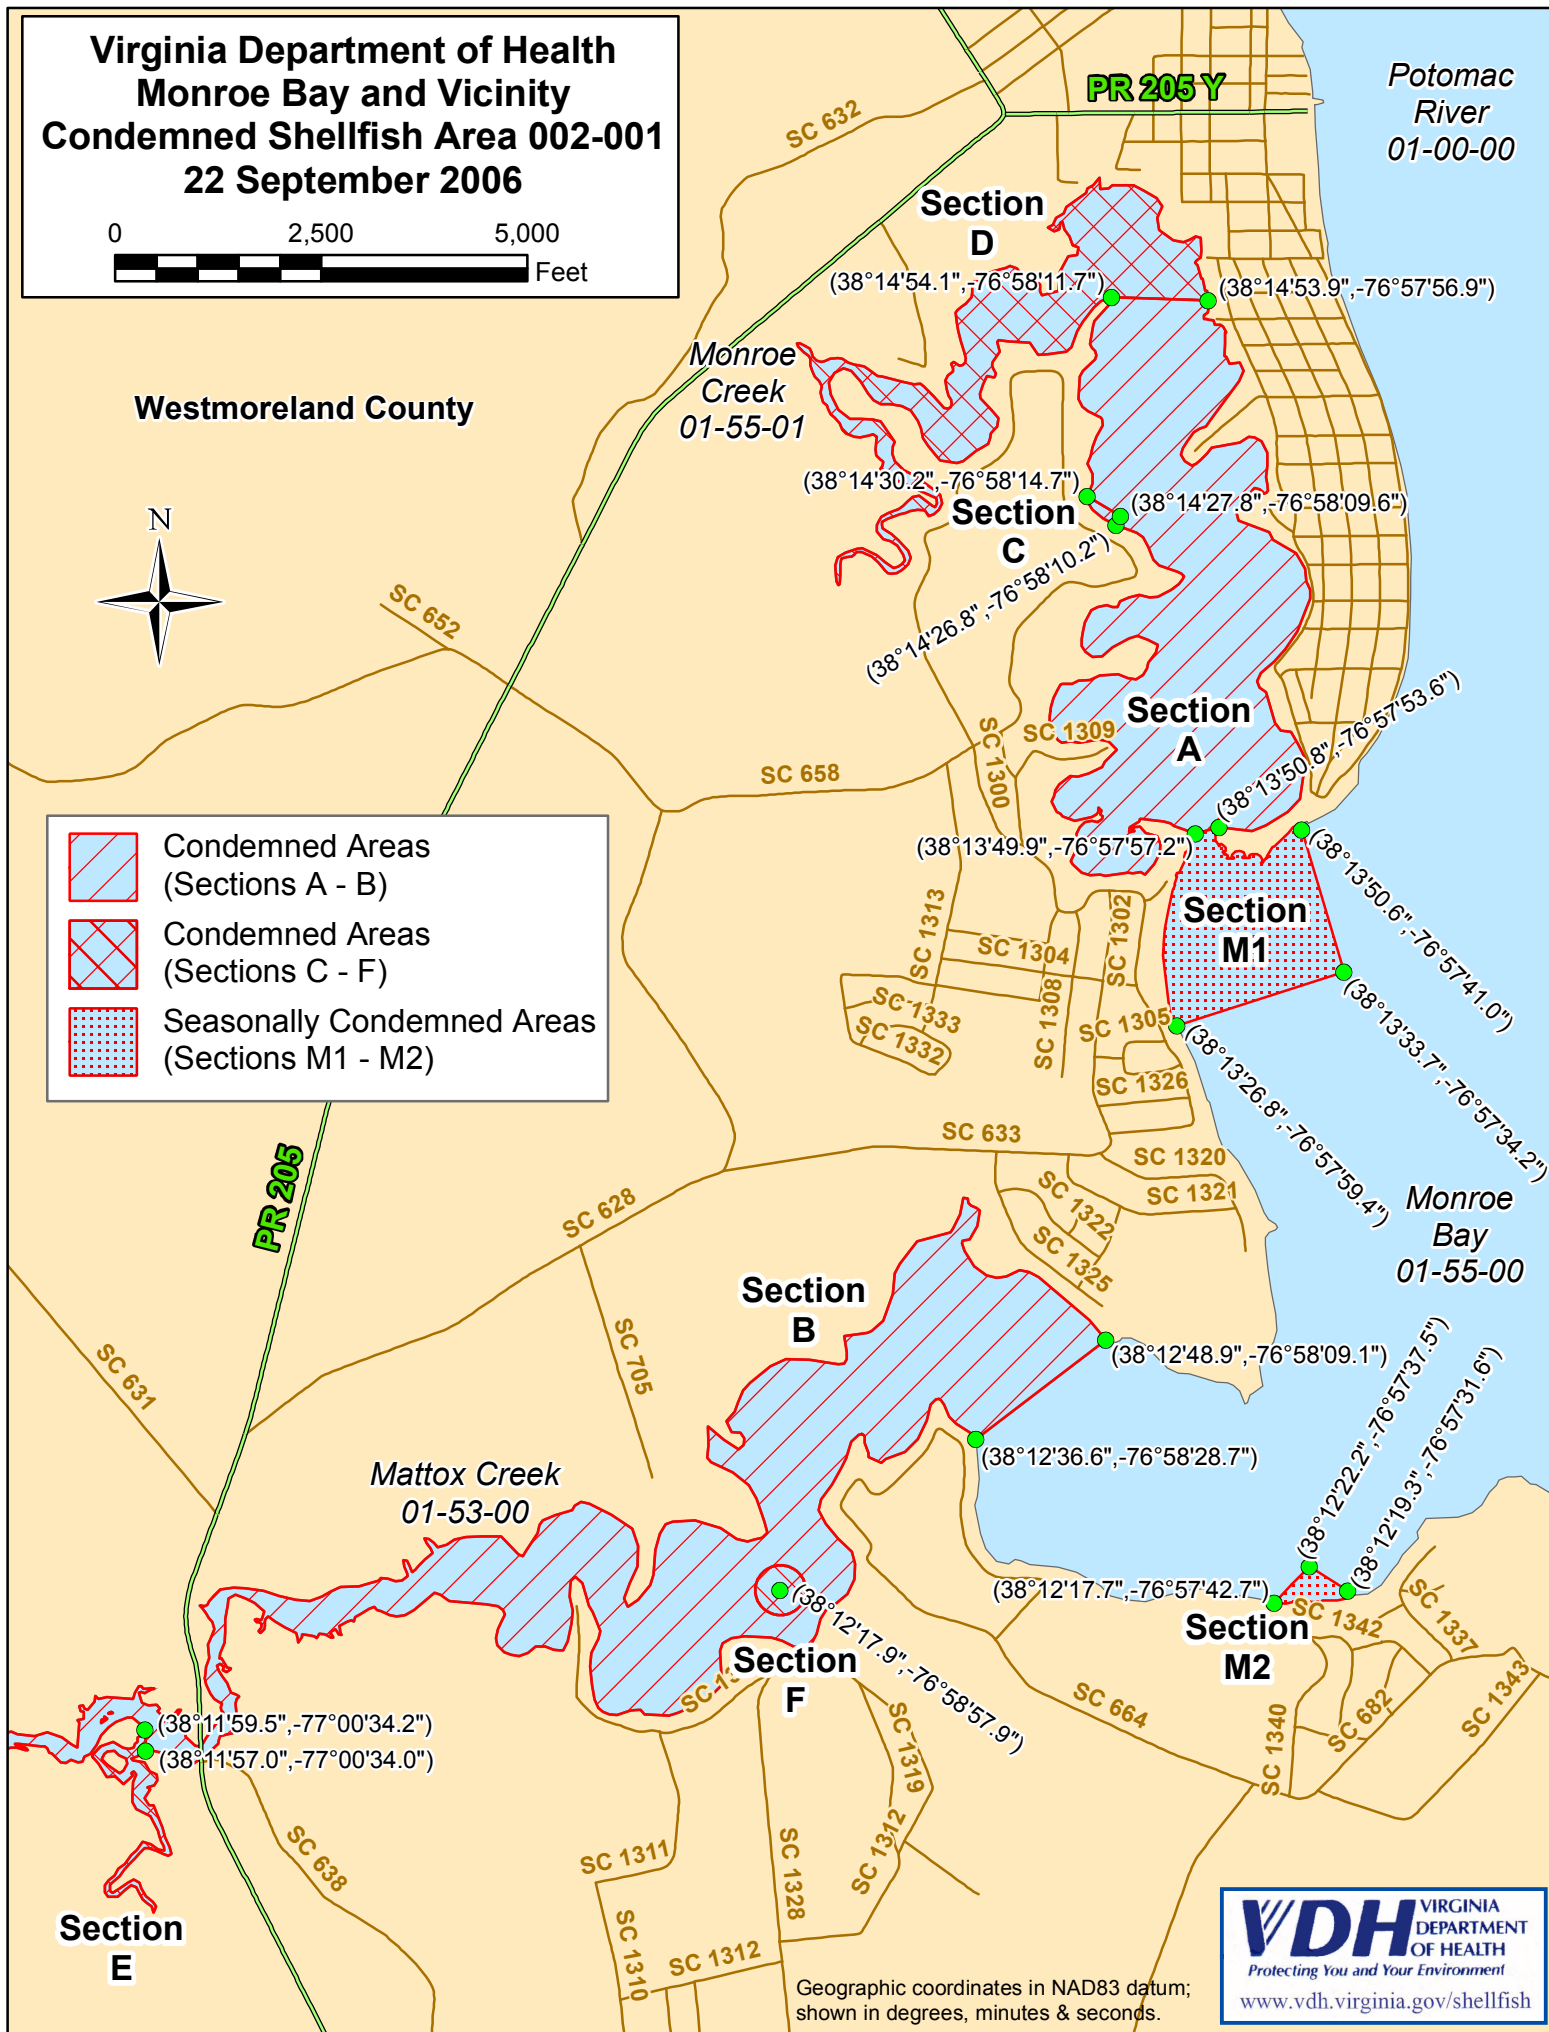 Virginia Department of Health
Monroe Bay and Vicinity
Condemned Shellfish Area 002-001
22 September 2006
0 2,500 5,000
Feet
PR 205 Y
Potomac
River
01-00-00
SC 632
Section
D
(38°14'54.1",-76°58'11.7")
(38°14'53.9",-76°57'56.9")
Monroe
Creek
01-55-01
Westmoreland County
(38°14'30.2",-76°58'14.7")
(38°14'27.8",-76°58'09.6")
Section
C
(38°14'26.8",-76°58'10.2")
N
SC 652
Section
A
SC 1309
SC 1300
SC 658
(38°13'50.8",-76°57'53.6")
(38°13'49.9",-76°57'57.2")
(38°13'50.6",-76°57'41.0")
Condemned Areas
(Sections A - B)
Condemned Areas
(Sections C - F)
Seasonally Condemned Areas
(Sections M1 - M2)
Section
M1
SC 1313
SC 1304
SC 1302
SC 1308
SC 1333
SC 1332
SC 1305
SC 1326
(38°13'33.7",-76°57'34.2")
(38°13'26.8",-76°57'59.4")
SC 633
SC 1320
SC 1321
SC 1322
SC 1325
PR 205
SC 628
Monroe
Bay
01-55-00
Section
B
SC 705
SC 631
(38°12'48.9",-76°58'09.1")
(38°12'36.6",-76°58'28.7")
Mattox Creek
01-53-00
(38°12'22.2",-76°57'37.5")
(38°12'19.3",-76°57'31.6")
(38°12'17.7",-76°57'42.7")
(38°12'17.9",-76°58'57.9")
Section
M2
SC 1342
SC 1337
SC 1343
SC 682
SC 1340
SC 664
Section
F
SC 1319
SC 1312
(38°11'59.5",-77°00'34.2")
(38°11'57.0",-77°00'34.0")
SC 638
SC 1311
SC 1328
SC 1310
SC 1312
Section
E
Geographic coordinates in NAD83 datum;
shown in degrees, minutes & seconds.
VDH VIRGINIA
DEPARTMENT
OF HEALTH
Protecting You and Your Environment
www.vdh.virginia.gov/shellfish